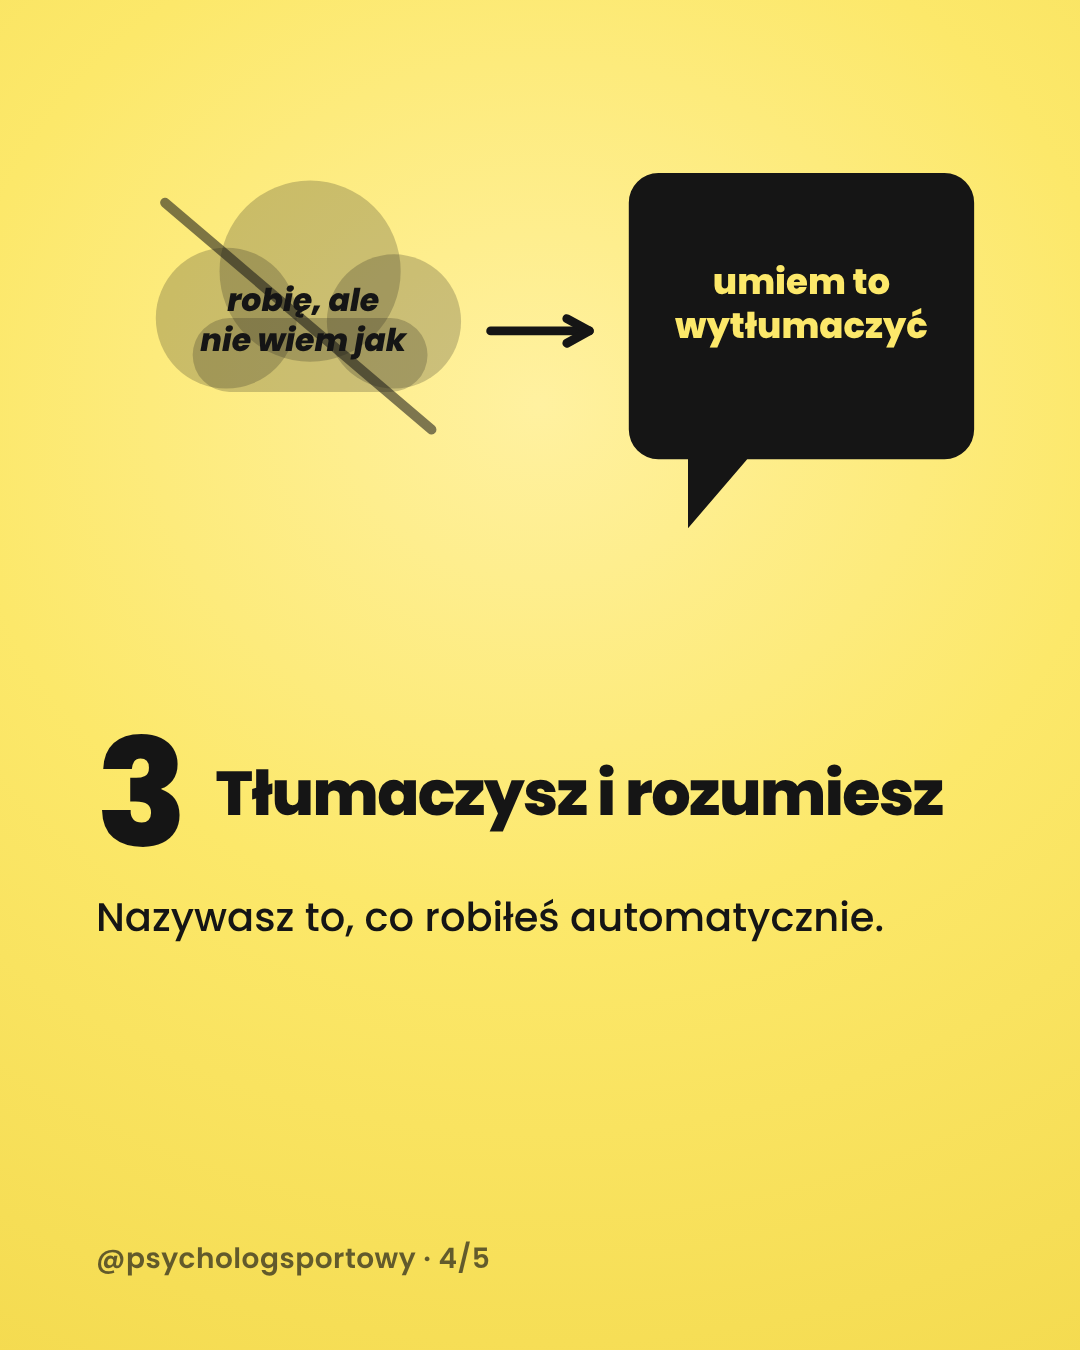 robię, ale
nie wiem jak
umiem to
wytłumaczyć
3 Tłumaczysz i rozumiesz
Nazywasz to, co robiłeś automatycznie.
@psychologsportowy · 4/5